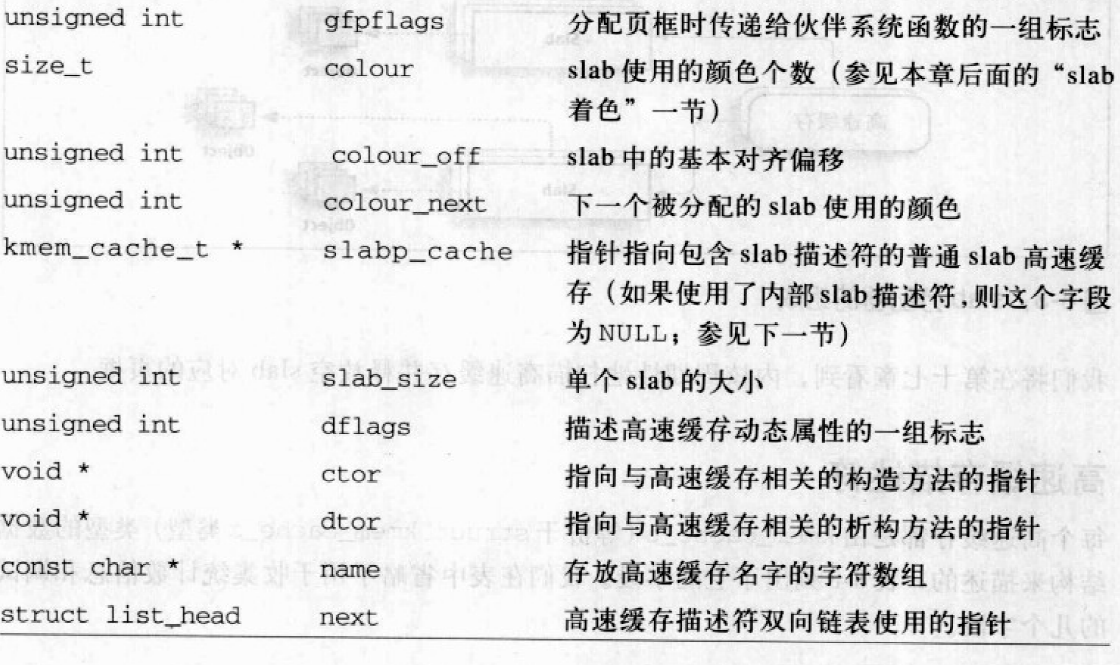 unsigned int gfpflags 分配页框时传递给伙伴系统函数的一组标志
size_t colour slab 使用的颜色个数（参见本章后面的“slab
着色”一节）
unsigned int colour_off slab 中的基本对齐偏移
unsigned int colour_next 下一个被分配的 slab 使用的颜色
kmem_cache_t * slabp_cache 指针指向包含 slab 描述符的普通 slab 高速缓
存（如果使用了内部 slab 描述符，则这个字段
为 NULL；参见下一节）
unsigned int slab_size 单个 slab 的大小
unsigned int dflags 描述高速缓存动态属性的一组标志
void * ctor 指向与高速缓存相关的构造方法的指针
void * dtor 指向与高速缓存相关的析构方法的指针
const char * name 存放高速缓存名字的字符数组
struct list_head next 高速缓存描述符双向链表使用的指针